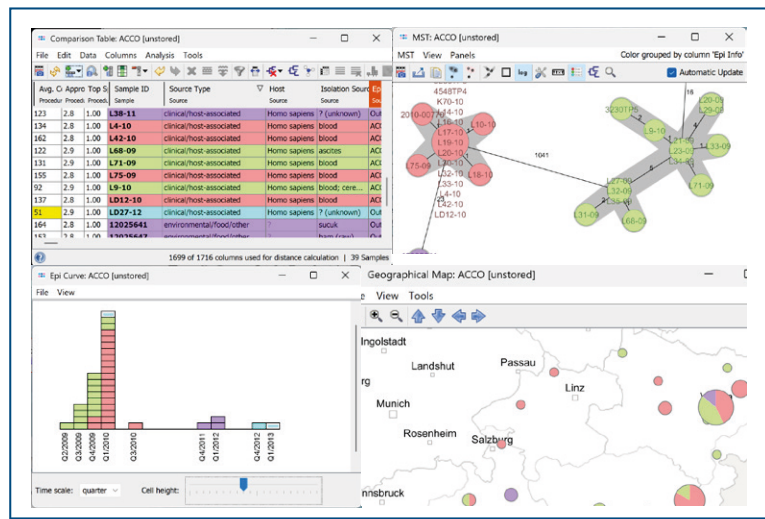 Comparison Table: ACCO [unstored]
File Edit Data Columns Analysis Tools
Avg. Appro Top S Sample ID Source Type Host Isolation Sourc
Procedu Proced. Proced. Sample Source Source Source
123 2.8 1.00 L38-11 clinical/host-associated Homo sapiens ? (unknown)
134 2.8 1.00 L4-10 clinical/host-associated Homo sapiens blood
162 2.8 1.00 L42-10 clinical/host-associated Homo sapiens blood
122 2.9 1.00 L68-09 clinical/host-associated Homo sapiens ascites
131 2.9 1.00 L71-09 clinical/host-associated Homo sapiens blood
155 2.8 1.00 L75-09 clinical/host-associated Homo sapiens blood
92 2.9 1.00 L9-10 clinical/host-associated Homo sapiens blood; cere...
137 2.8 1.00 LD12-10 clinical/host-associated Homo sapiens blood
51 2.9 1.00 LD27-12 clinical/host-associated Homo sapiens ? (unknown)
164 2.8 1.00 12025641 environmental/food/other ? sucuk
1699 of 1716 columns used for distance calculation | 39 Samples
MST: ACCO [unstored]
MST View Panels
Color grouped by column 'Epi Info'
log
Automatic Update
4548TP4
K70-10
L14-10
L16-10
L17-10
L19-10
L20-10
L30-10
L32-10
L33-10
L4-10
L42-10
LD12-10
L10-10
L75-09
L18-10
1641
16
3230TP5
L9-10
L20-09
L29-09
L33-09
L71-09
L31-09
L68-09
Epi Curve: ACCO [unstored]
File View
Q2/2009
Q3/2009
Q4/2009
Q1/2010
Q3/2010
Q4/2011
Q1/2012
Q4/2012
Q1/2013
Time scale: quarter Cell height:
Geographical Map: ACCO [unstored]
View Tools
Ingolstadt
Landshut
Passau
Linz
Munich
Rosenheim
Salzburg
nnsbruck